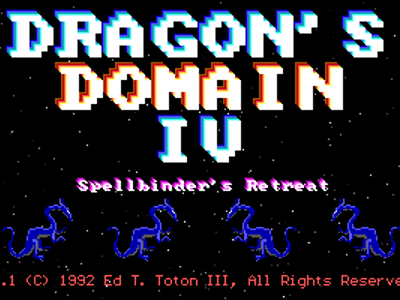 DRAGON'S
DOMAIN
IV
Spellbinder's Retreat
.1 (C) 1992 Ed T. Toton III, All Rights Reserve